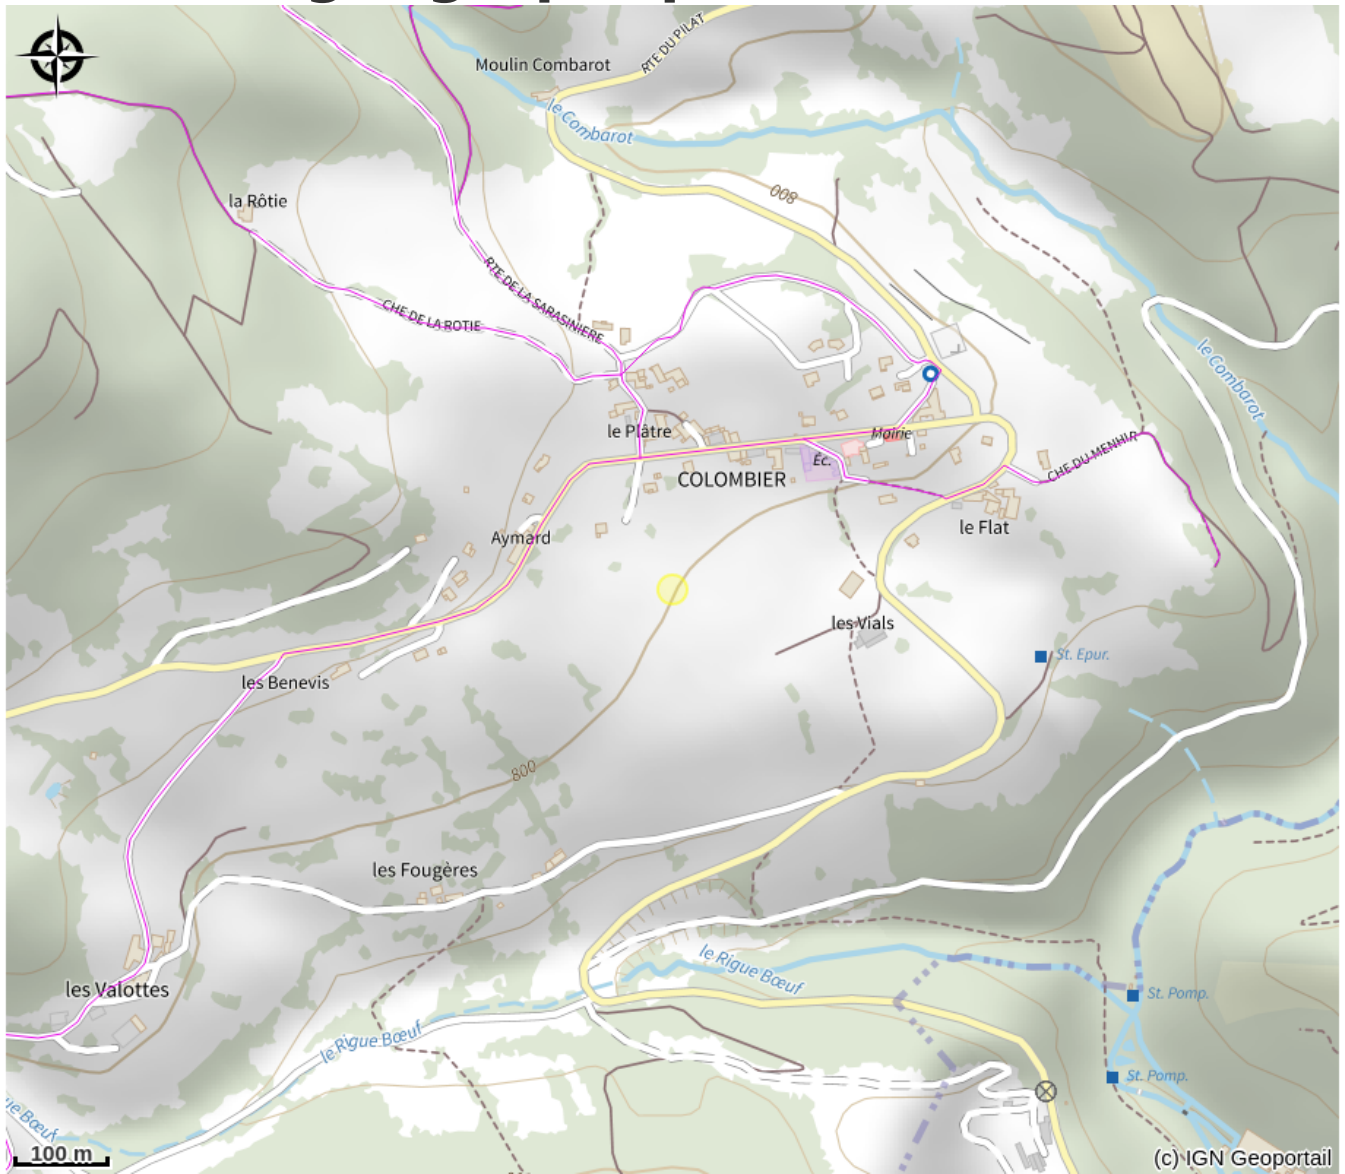 Moulin Combarot
RTE DU PILAT
le Combarot
la Rôtie
800
RTE DE LA SARASINIERE
CHE DE LA ROTIE
le Combarot
le Plâtre
Mairie
Éc.
CHE DU MENHIR
COLOMBIER
le Flat
Aymard
les Vials
St. Epur.
les Benevis
800
les Fougères
le Rigue Bœuf
les Valottes
St. Pomp.
le Rigue Bœuf
St. Pomp.
ue Bœuf
100 m
(c) IGN Geoportail